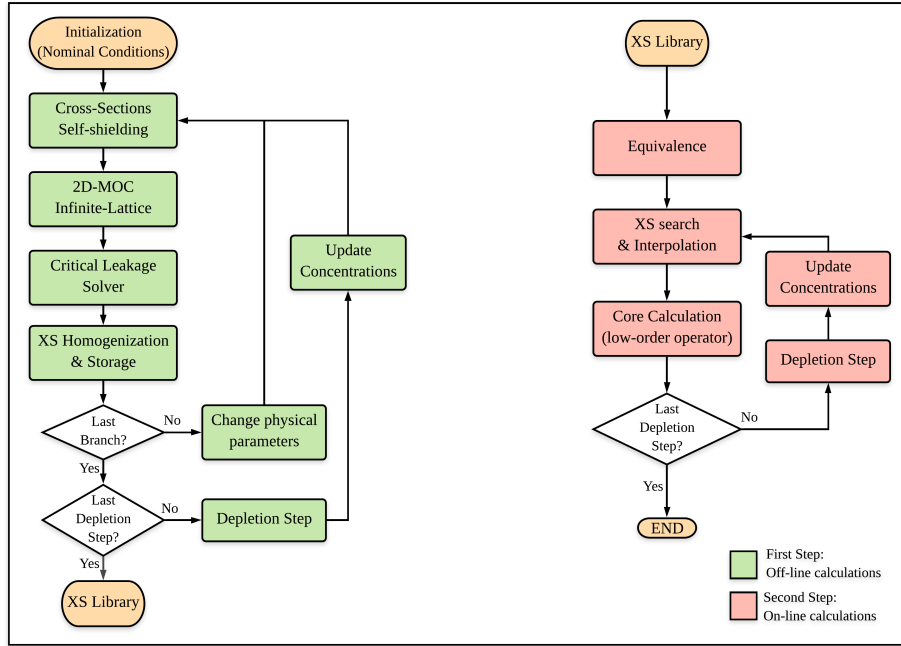 Initialization
(Nominal Conditions)
Cross-Sections
Self-shielding
2D-MOC
Infinite-Lattice
Critical Leakage
Solver
XS Homogenization
& Storage
Last
Branch?
No
Change physical
parameters
Yes
Last
Depletion
Step?
No
Depletion Step
Yes
XS Library
Update
Concentrations
XS Library
Equivalence
XS search
& Interpolation
Core Calculation
(low-order operator)
Last
Depletion
Step?
No
Depletion Step
Update
Concentrations
Yes
END
First Step:
Off-line calculations
Second Step:
On-line calculations